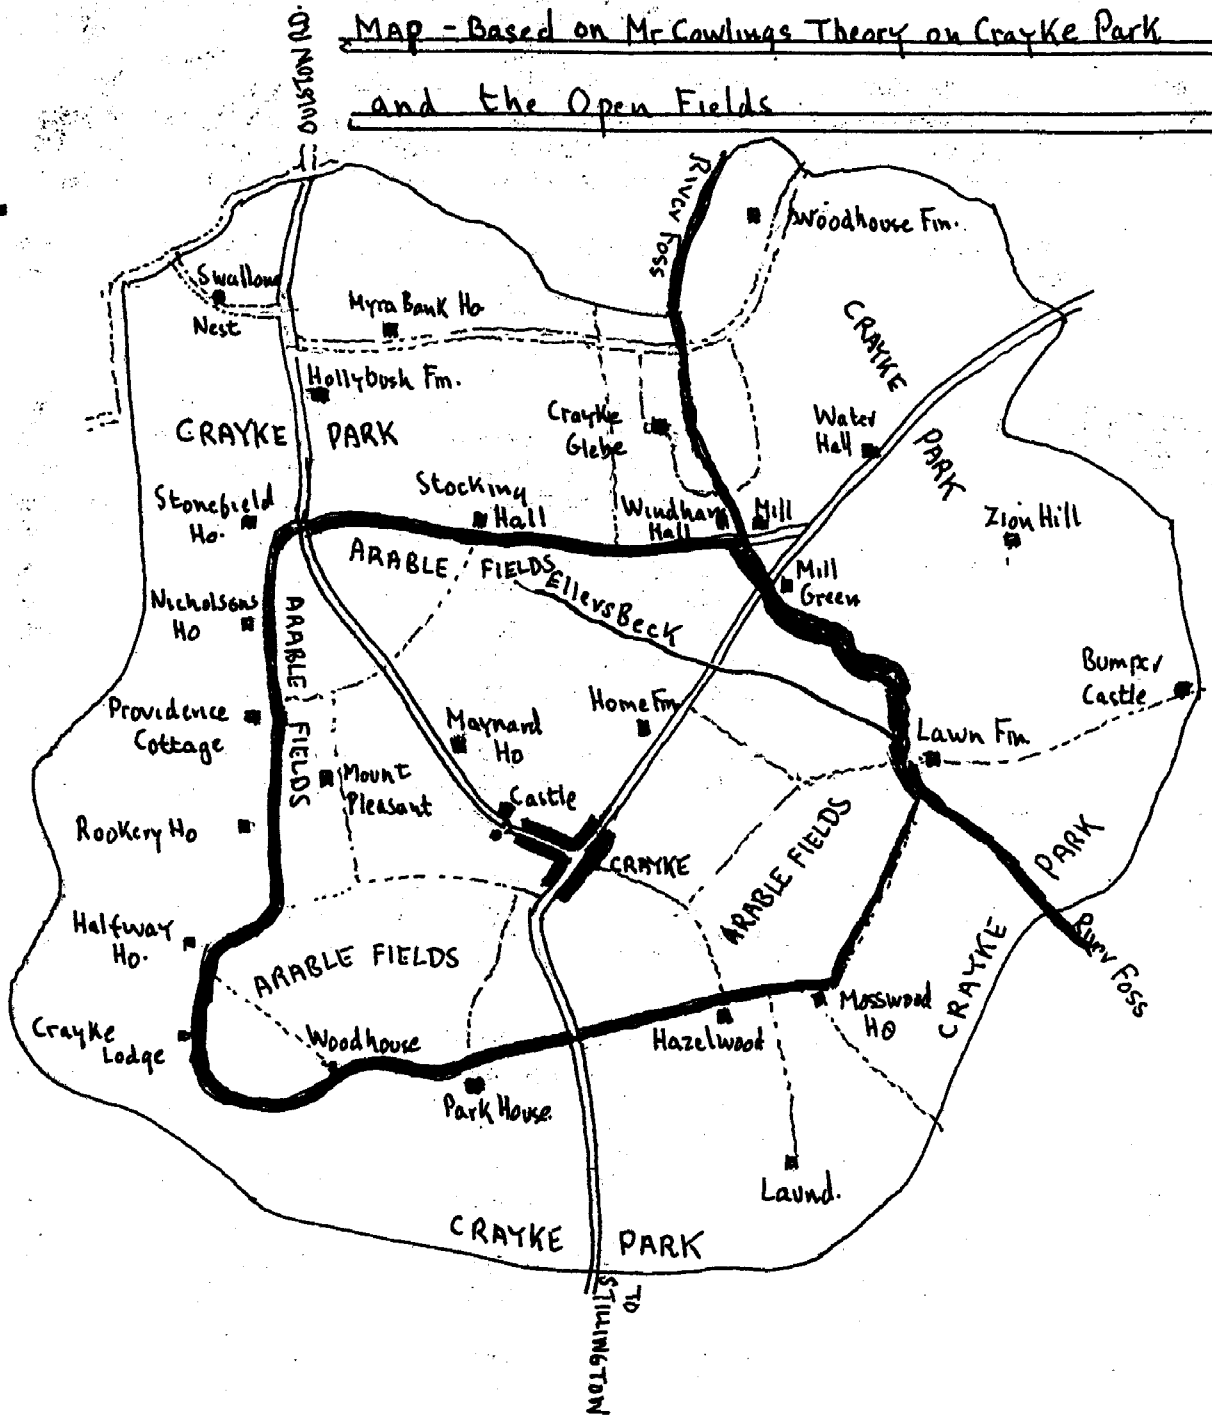 MAP - Based on Mr Cowlings Theory on Crayke Park
and the Open Fields
OULSTON RD.
River Foss
Woodhouse Fm.
Swallows
Nest
Myra Bank Ho
CRAYKE
PARK
Hollybush Fm.
CRAYKE PARK
Crayke
Glebe
Water
Hall
Stonefield
Ho.
Stocking
Hall
Windham
Hall
Mill
Zion Hill
ARABLE FIELDS
Ellers Beck
Mill
Green
Nicholsons
Ho
ARABLE FIELDS
Bumper
Castle
Providence
Cottage
Maynard
Ho
Home Fm
Lawn Fm.
Mount
Pleasant
Castle
Rookery Ho
CRAYKE
ARABLE FIELDS
PARK
CRAYKE
River Foss
Halfway
Ho.
ARABLE FIELDS
Crayke
Lodge
Woodhouse
Hazelwood
Mosswood
HO
Park House.
Laund.
CRAYKE PARK
TO
STILLINGTON